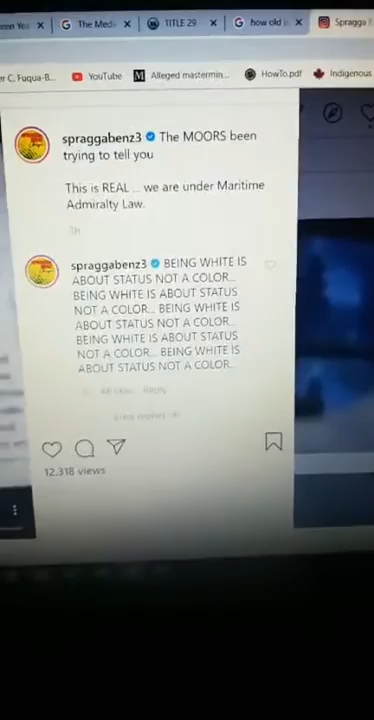 The Med
TITLE 29
how old
Spragga
er C. Fuqua-B...
YouTube
Alleged mastermin...
HowTo.pdf
Indigenous
spraggabenz3 The MOORS been
trying to tell you
This is REAL ... we are under Maritime
Admiralty Law.
spraggabenz3 BEING WHITE IS
ABOUT STATUS NOT A COLOR...
BEING WHITE IS ABOUT STATUS
NOT A COLOR... BEING WHITE IS
ABOUT STATUS NOT A COLOR...
BEING WHITE IS ABOUT STATUS
NOT A COLOR... BEING WHITE IS
ABOUT STATUS NOT A COLOR...
Reply
12,318 views